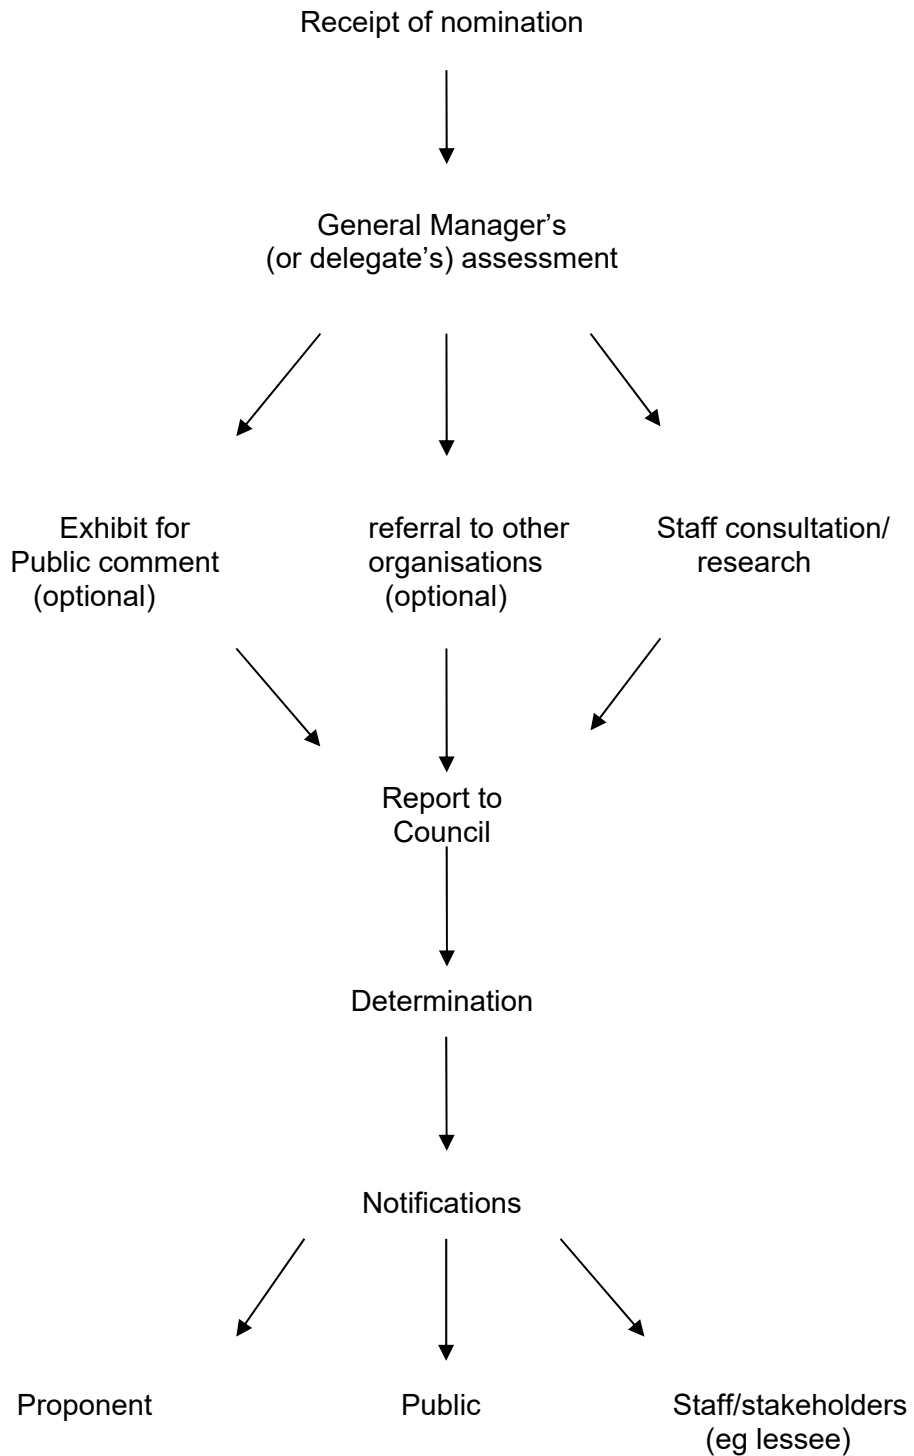 Receipt of nomination
General Manager’s
(or delegate’s) assessment
Exhibit for
Public comment
(optional)
referral to other
organisations
(optional)
Staff consultation/
research
Report to
Council
Determination
Notifications
Proponent
Public
Staff/stakeholders
(eg lessee)